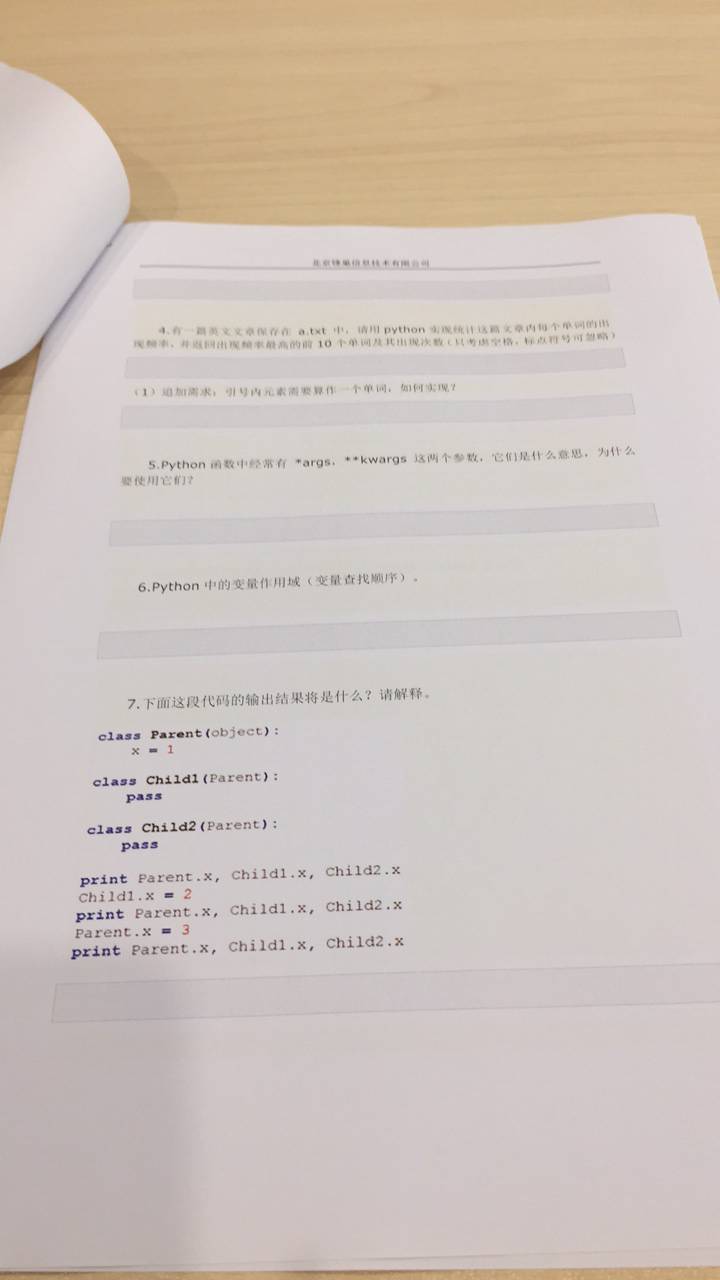 北京锋巢信息技术有限公司
4.有一篇英文文章保存在 a.txt 中，请用 python 实现统计这篇文章内每个单词的出
现频率，并返回出现频率最高的前 10 个单词及其出现次数（只考虑空格，标点符号可忽略）
（1）追加需求：引号内元素需要算作一个单词，如何实现？
5.Python 函数中经常有 *args，**kwargs 这两个参数，它们是什么意思，为什么
要使用它们？
6.Python 中的变量作用域（变量查找顺序）。
7.下面这段代码的输出结果将是什么？请解释。
class Parent(object):
x = 1
class Child1(Parent):
pass
class Child2(Parent):
pass
print Parent.x, Child1.x, Child2.x
Child1.x = 2
print Parent.x, Child1.x, Child2.x
Parent.x = 3
print Parent.x, Child1.x, Child2.x